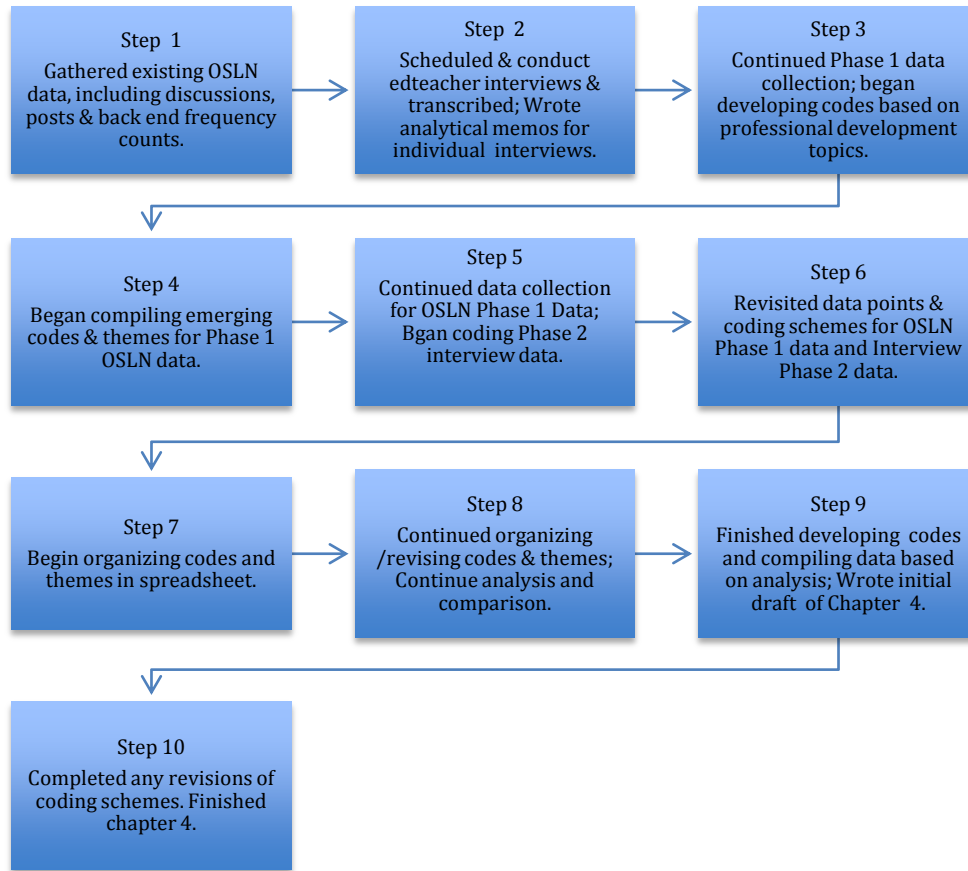 Step 1
Gathered existing OSLN
data, including discussions,
posts & back end frequency
counts.
Step 2
Scheduled & conduct
edteacher interviews &
transcribed; Wrote
analytical memos for
individual interviews.
Step 3
Continued Phase 1 data
collection; began
developing codes based on
professional development
topics.
Step 4
Began compiling emerging
codes & themes for Phase 1
OSLN data.
Step 5
Continued data collection
for OSLN Phase 1 Data;
Bgan coding Phase 2
interview data.
Step 6
Revisited data points &
coding schemes for OSLN
Phase 1 data and Interview
Phase 2 data.
Step 7
Begin organizing codes and
themes in spreadsheet.
Step 8
Continued organizing
/revising codes & themes;
Continue analysis and
comparison.
Step 9
Finished developing codes
and compiling data based
on analysis; Wrote initial
draft of Chapter 4.
Step 10
Completed any revisions of
coding schemes. Finished
chapter 4.